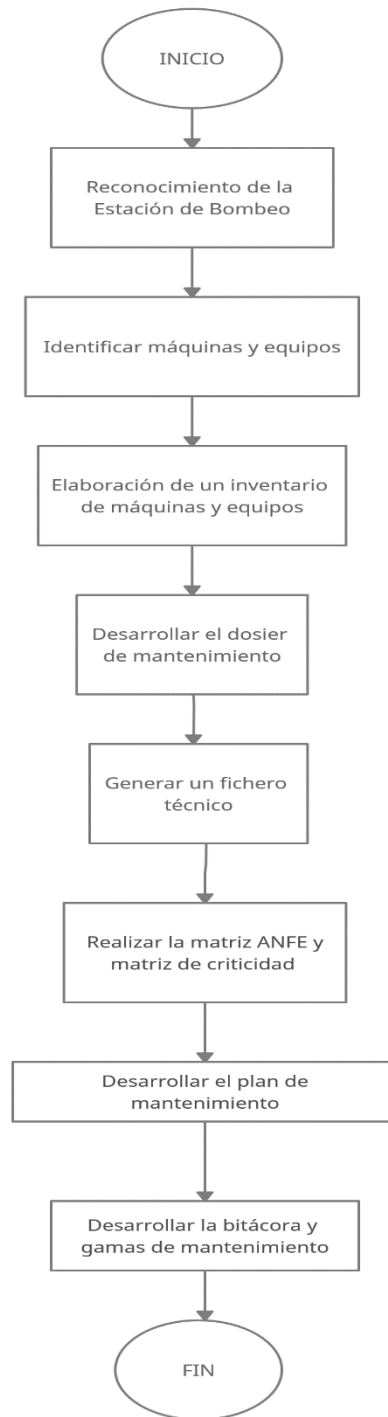 INICIO
Reconocimiento de la
Estación de Bombeo
Identificar máquinas y equipos
Elaboración de un inventario
de máquinas y equipos
Desarrollar el dosier
de mantenimiento
Generar un fichero
técnico
Realizar la matriz ANFE y
matriz de criticidad
Desarrollar el plan de
mantenimiento
Desarrollar la bitácora y
gamas de mantenimiento
FIN